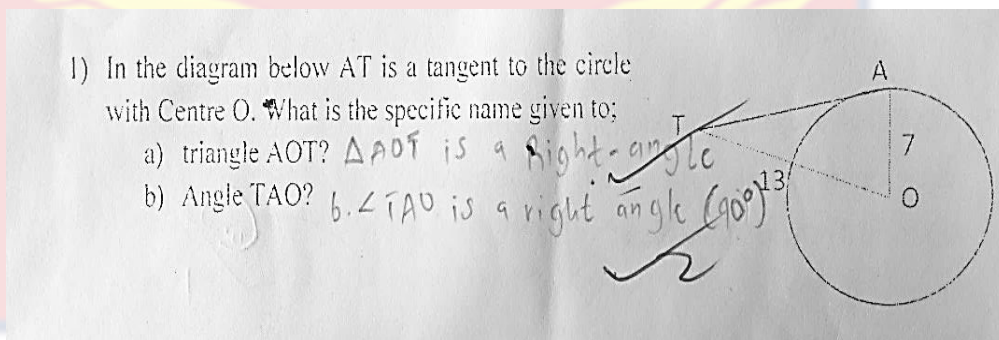 1) In the diagram below AT is a tangent to the circle
with Centre O. What is the specific name given to;
a) triangle AOT? ΔAOT is a Right-angle
b) Angle TAO? b. ∠TAO is a right angle (90°)
A
T
7
13
O